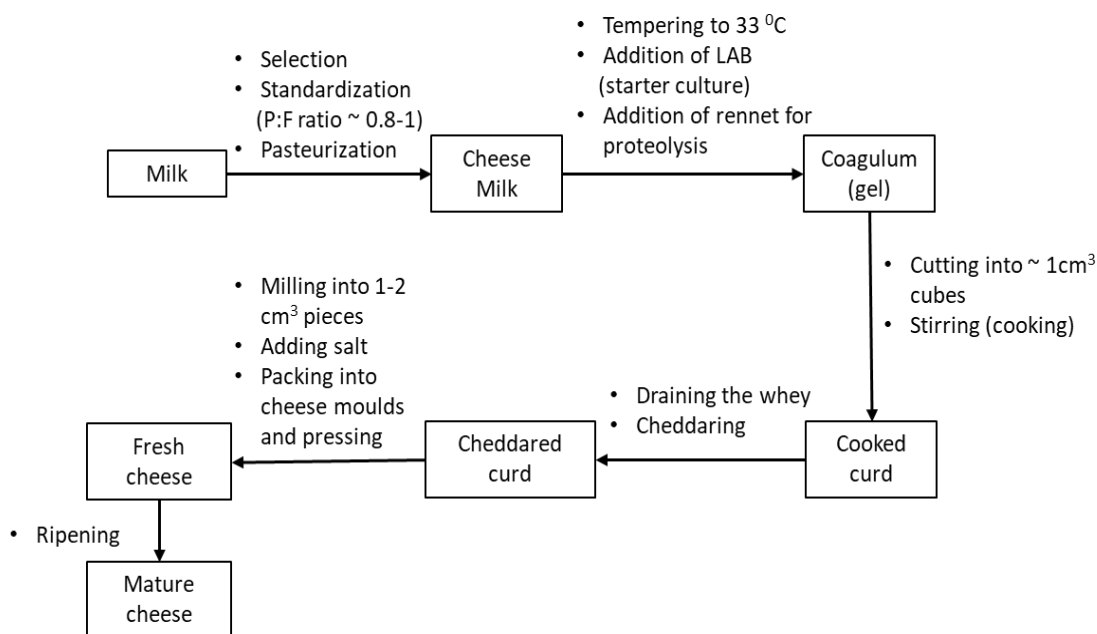 • Selection
• Standardization
(P:F ratio ~ 0.8-1)
• Pasteurization
• Tempering to 33 ⁰C
• Addition of LAB
(starter culture)
• Addition of rennet for
proteolysis
Milk
Cheese
Milk
Coagulum
(gel)
• Cutting into ~ 1cm³
cubes
• Stirring (cooking)
• Milling into 1-2
cm³ pieces
• Adding salt
• Packing into
cheese moulds
and pressing
• Draining the whey
• Cheddaring
Fresh
cheese
Cheddared
curd
Cooked
curd
• Ripening
Mature
cheese